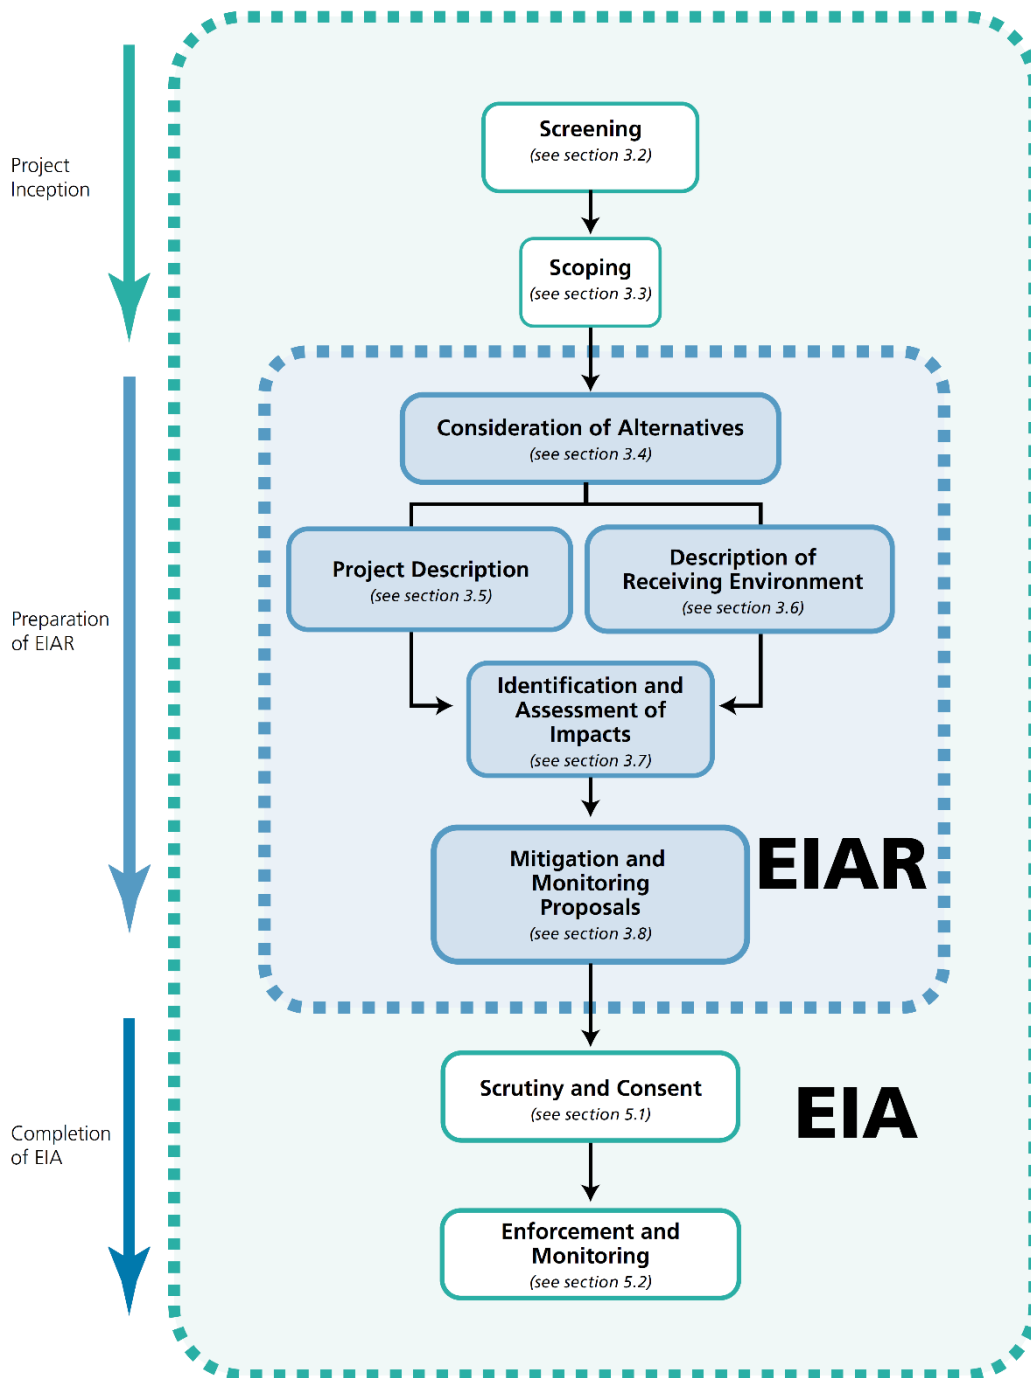 Project
Inception
Screening
(see section 3.2)
Scoping
(see section 3.3)
Preparation
of EIAR
Consideration of Alternatives
(see section 3.4)
Project Description
(see section 3.5)
Description of
Receiving Environment
(see section 3.6)
Identification and
Assessment of
Impacts
(see section 3.7)
Mitigation and
Monitoring
Proposals
(see section 3.8)
EIAR
Completion
of EIA
Scrutiny and Consent
(see section 5.1)
EIA
Enforcement and
Monitoring
(see section 5.2)